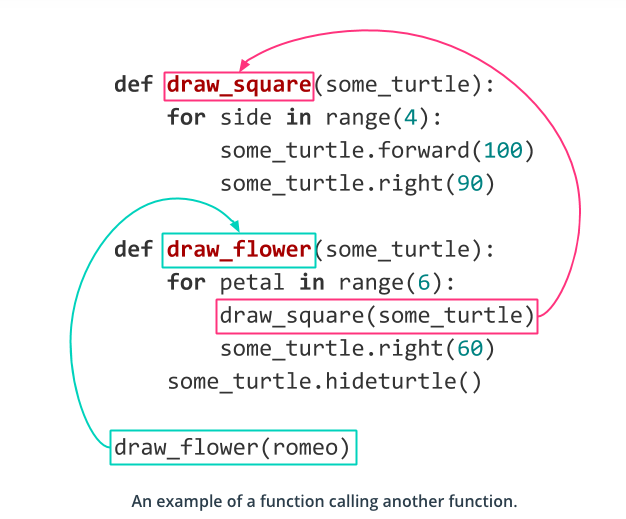 def draw_square(some_turtle):
    for side in range(4):
        some_turtle.forward(100)
        some_turtle.right(90)
def draw_flower(some_turtle):
    for petal in range(6):
        draw_square(some_turtle)
        some_turtle.right(60)
    some_turtle.hideturtle()
draw_flower(romeo)
An example of a function calling another function.